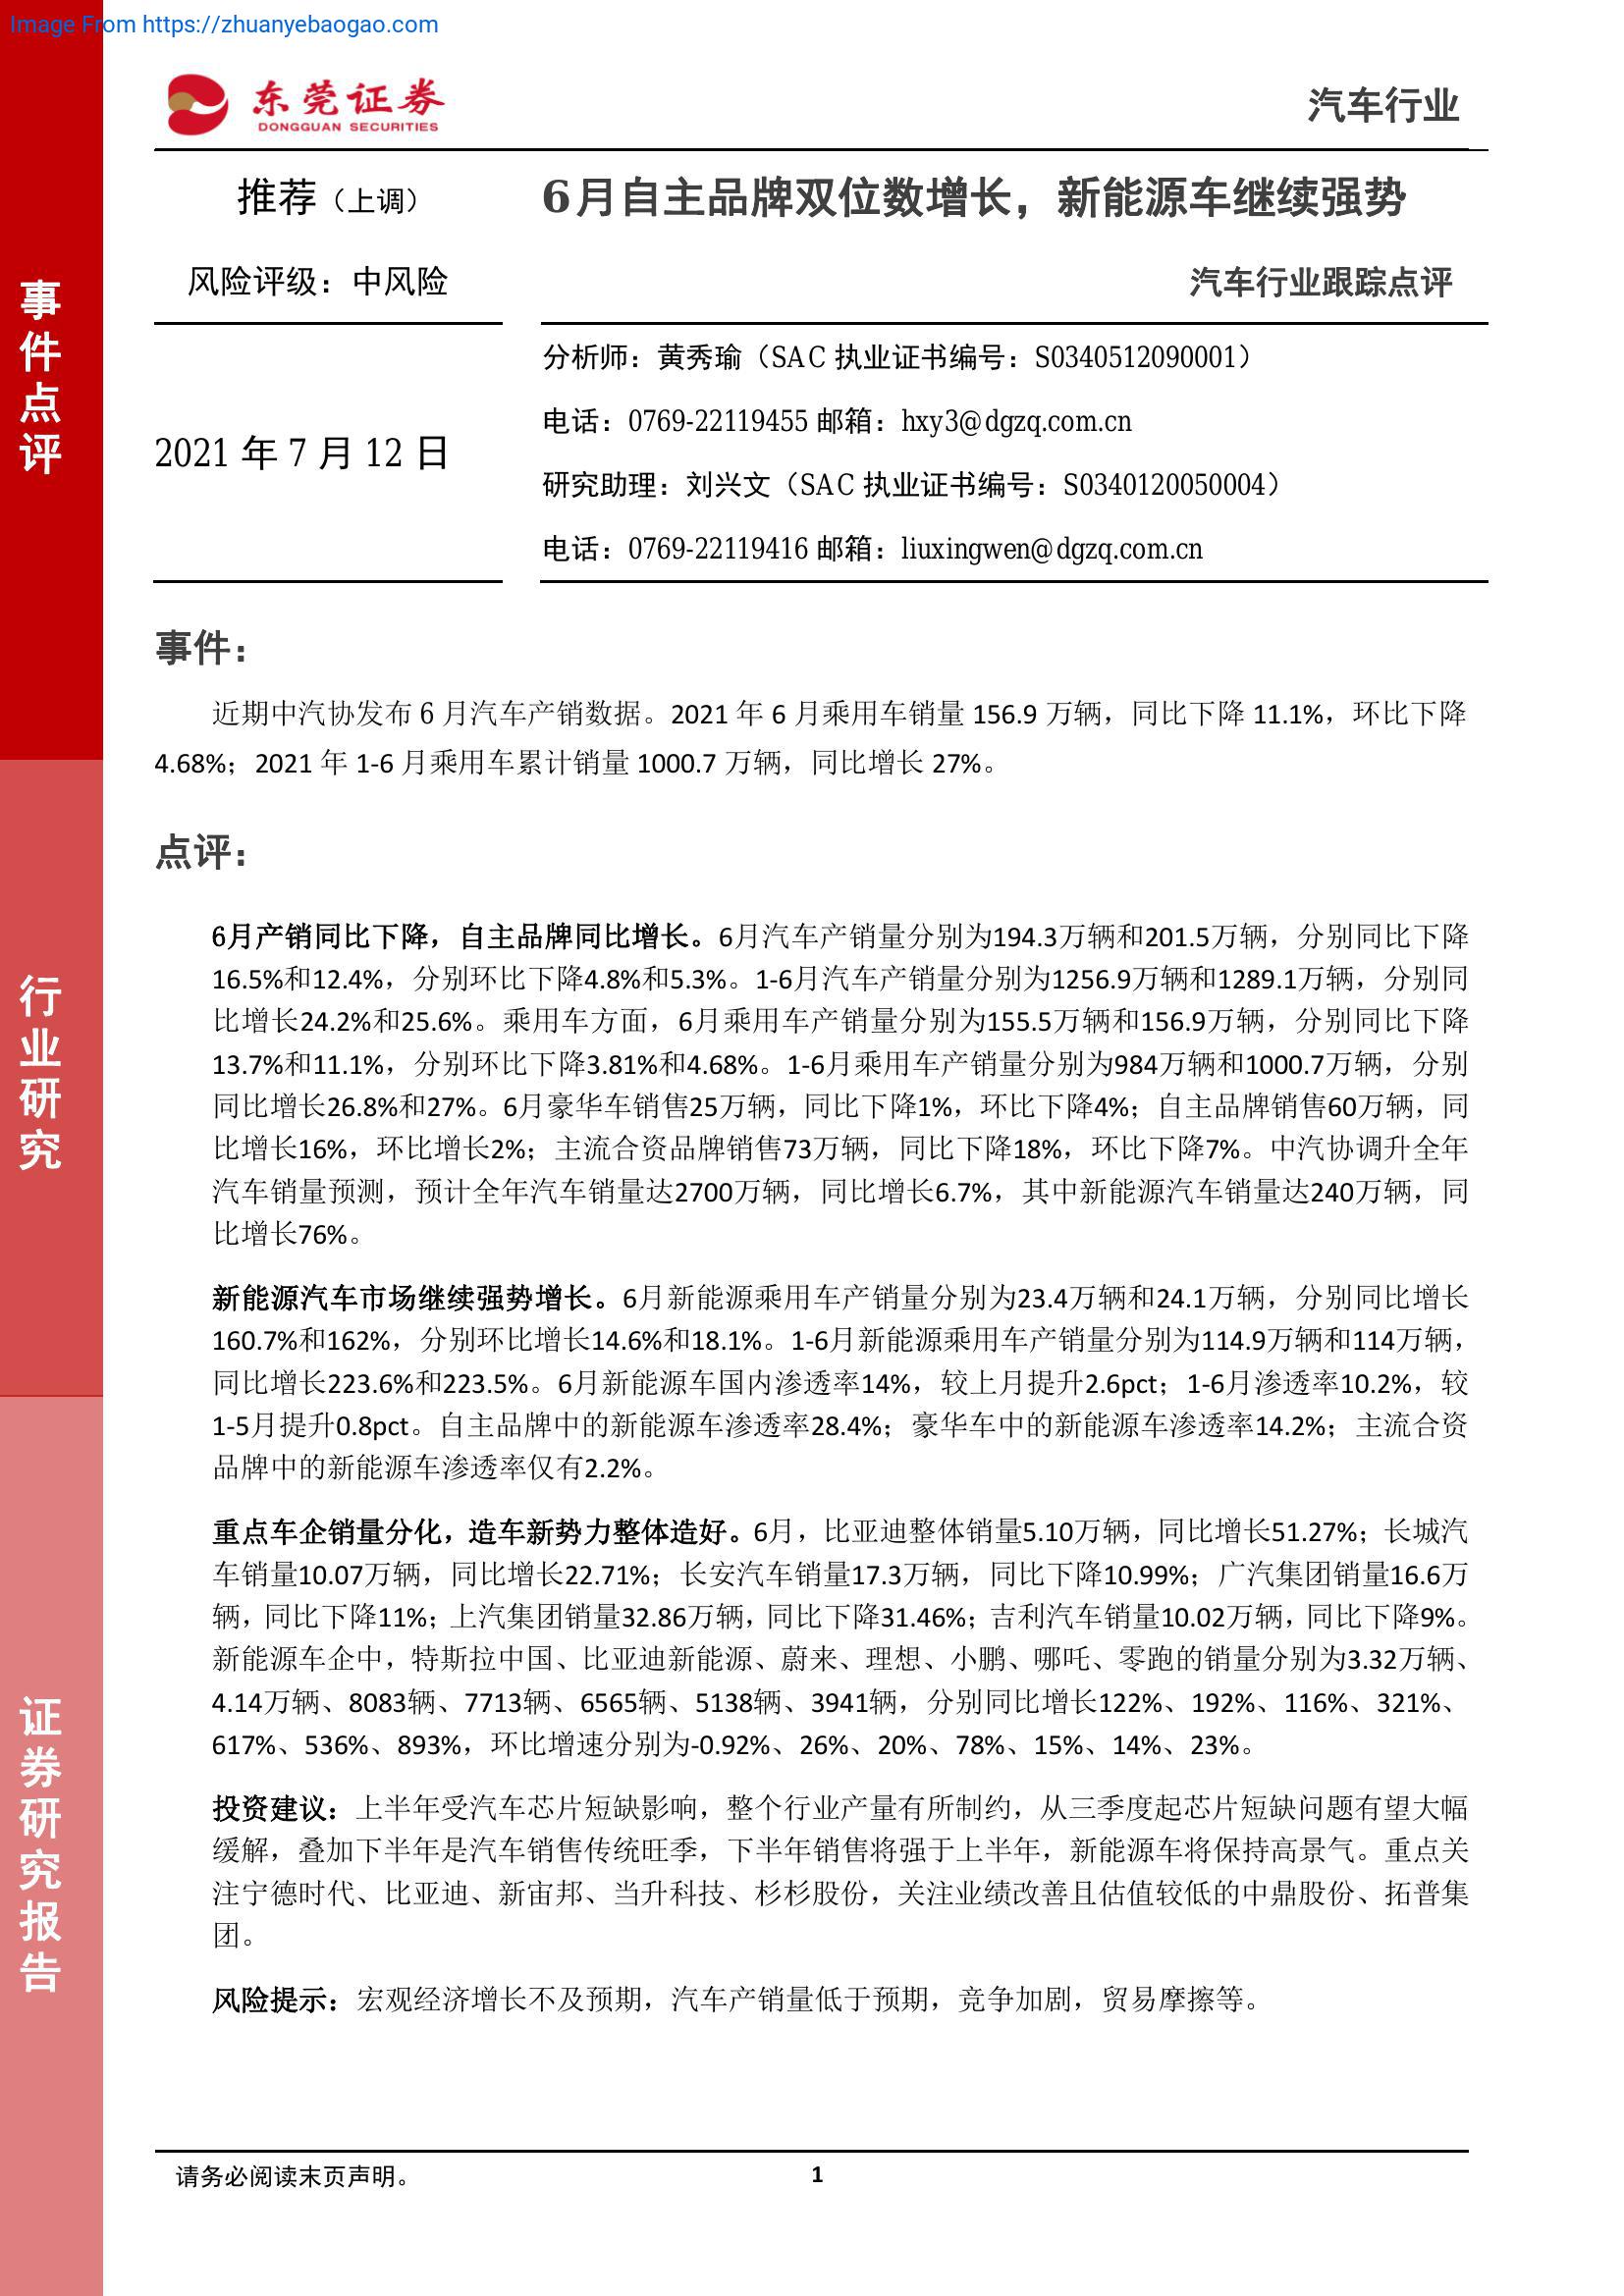 Image From https://zhuanyebaogao.com
东莞证券
DONGGUAN SECURITIES
汽车行业
推荐（上调）
6月自主品牌双位数增长，新能源车继续强势
风险评级：中风险
汽车行业跟踪点评
2021 年 7 月 12 日
分析师：黄秀瑜（SAC 执业证书编号：S0340512090001）
电话：0769-22119455 邮箱：hxy3@dgzq.com.cn
研究助理：刘兴文（SAC 执业证书编号：S0340120050004）
电话：0769-22119416 邮箱：liuxingwen@dgzq.com.cn
事件点评
行业研究
证券研究报告
事件：
近期中汽协发布 6 月汽车产销数据。2021 年 6 月乘用车销量 156.9 万辆，同比下降 11.1%，环比下降
4.68%；2021 年 1-6 月乘用车累计销量 1000.7 万辆，同比增长 27%。
点评：
6月产销同比下降，自主品牌同比增长。6月汽车产销量分别为194.3万辆和201.5万辆，分别同比下降
16.5%和12.4%，分别环比下降4.8%和5.3%。1-6月汽车产销量分别为1256.9万辆和1289.1万辆，分别同
比增长24.2%和25.6%。乘用车方面，6月乘用车产销量分别为155.5万辆和156.9万辆，分别同比下降
13.7%和11.1%，分别环比下降3.81%和4.68%。1-6月乘用车产销量分别为984万辆和1000.7万辆，分别
同比增长26.8%和27%。6月豪华车销售25万辆，同比下降1%，环比下降4%；自主品牌销售60万辆，同
比增长16%，环比增长2%；主流合资品牌销售73万辆，同比下降18%，环比下降7%。中汽协调升全年
汽车销量预测，预计全年汽车销量达2700万辆，同比增长6.7%，其中新能源汽车销量达240万辆，同
比增长76%。
新能源汽车市场继续强势增长。6月新能源乘用车产销量分别为23.4万辆和24.1万辆，分别同比增长
160.7%和162%，分别环比增长14.6%和18.1%。1-6月新能源乘用车产销量分别为114.9万辆和114万辆，
同比增长223.6%和223.5%。6月新能源车国内渗透率14%，较上月提升2.6pct；1-6月渗透率10.2%，较
1-5月提升0.8pct。自主品牌中的新能源车渗透率28.4%；豪华车中的新能源车渗透率14.2%；主流合资
品牌中的新能源车渗透率仅有2.2%。
重点车企销量分化，造车新势力整体造好。6月，比亚迪整体销量5.10万辆，同比增长51.27%；长城汽
车销量10.07万辆，同比增长22.71%；长安汽车销量17.3万辆，同比下降10.99%；广汽集团销量16.6万
辆，同比下降11%；上汽集团销量32.86万辆，同比下降31.46%；吉利汽车销量10.02万辆，同比下降9%。
新能源车企中，特斯拉中国、比亚迪新能源、蔚来、理想、小鹏、哪吒、零跑的销量分别为3.32万辆、
4.14万辆、8083辆、7713辆、6565辆、5138辆、3941辆，分别同比增长122%、192%、116%、321%、
617%、536%、893%，环比增速分别为-0.92%、26%、20%、78%、15%、14%、23%。
投资建议：上半年受汽车芯片短缺影响，整个行业产量有所制约，从三季度起芯片短缺问题有望大幅
缓解，叠加下半年是汽车销售传统旺季，下半年销售将强于上半年，新能源车将保持高景气。重点关
注宁德时代、比亚迪、新宙邦、当升科技、杉杉股份，关注业绩改善且估值较低的中鼎股份、拓普集
团。
风险提示：宏观经济增长不及预期，汽车产销量低于预期，竞争加剧，贸易摩擦等。
请务必阅读末页声明。
1